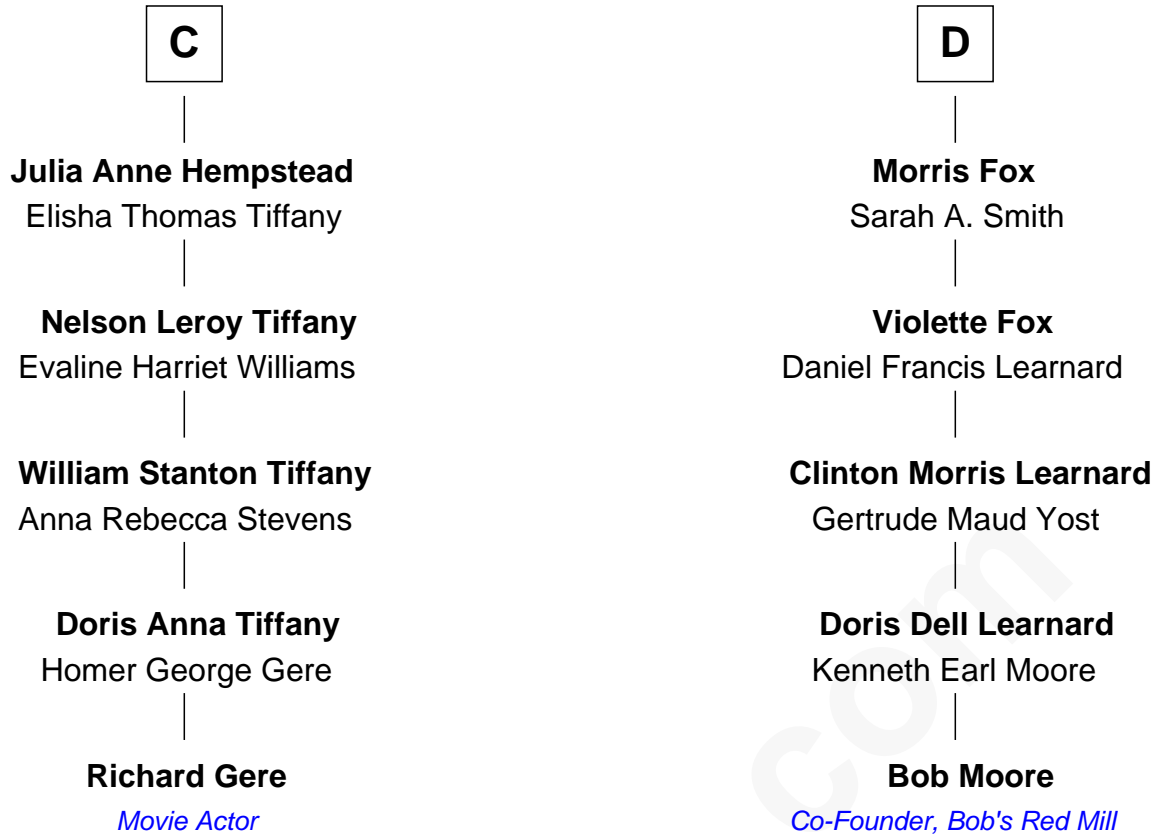 C
Julia Anne Hempstead
Elisha Thomas Tiffany
Nelson Leroy Tiffany
Evaline Harriet Williams
William Stanton Tiffany
Anna Rebecca Stevens
Doris Anna Tiffany
Homer George Gere
Richard Gere
Movie Actor
D
Morris Fox
Sarah A. Smith
Violette Fox
Daniel Francis Learnard
Clinton Morris Learnard
Gertrude Maud Yost
Doris Dell Learnard
Kenneth Earl Moore
Bob Moore
Co-Founder, Bob's Red Mill
com